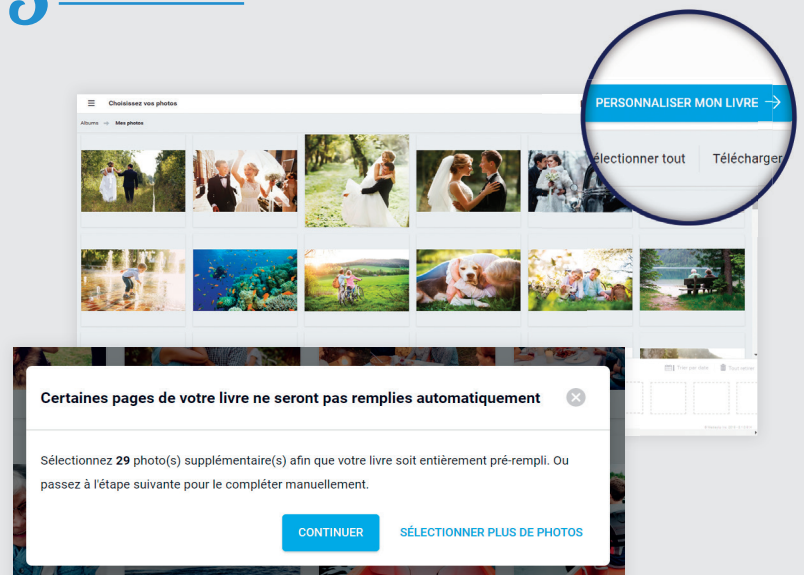 PERSONNALISER MON LIVRE →
Choisissez vos photos
Albums → Mes photos
électionner tout
Télécharger
Trier par date
Certaines pages de votre livre ne seront pas remplies automatiquement
Sélectionnez 29 photo(s) supplémentaire(s) afin que votre livre soit entièrement pré-rempli. Ou
passez à l'étape suivante pour le compléter manuellement.
CONTINUER
SÉLECTIONNER PLUS DE PHOTOS